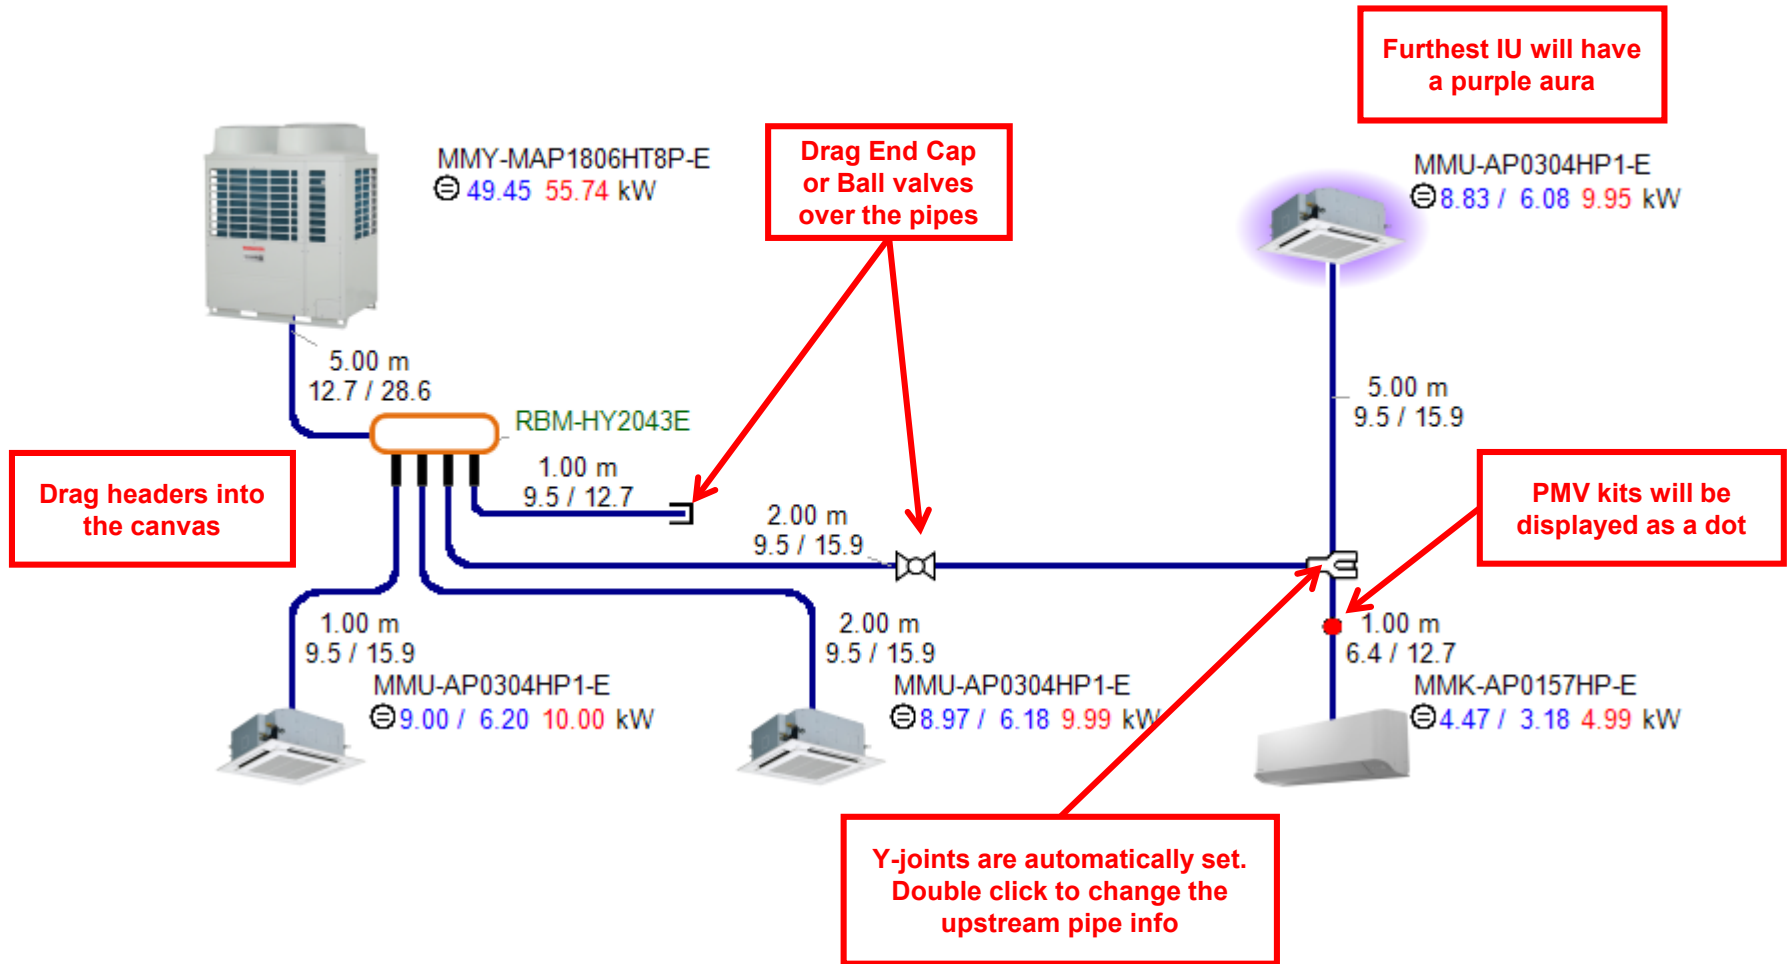 Furthest IU will have
a purple aura
MMY-MAP1806HT8P-E
49.45 55.74 kW
Drag End Cap
or Ball valves
over the pipes
MMU-AP0304HP1-E
8.83 / 6.08 9.95 kW
5.00 m
12.7 / 28.6
5.00 m
9.5 / 15.9
RBM-HY2043E
Drag headers into
the canvas
1.00 m
9.5 / 12.7
2.00 m
9.5 / 15.9
PMV kits will be
displayed as a dot
1.00 m
9.5 / 15.9
MMU-AP0304HP1-E
9.00 / 6.20 10.00 kW
2.00 m
9.5 / 15.9
MMU-AP0304HP1-E
8.97 / 6.18 9.99 kW
1.00 m
6.4 / 12.7
MMK-AP0157HP-E
4.47 / 3.18 4.99 kW
Y-joints are automatically set.
Double click to change the
upstream pipe info